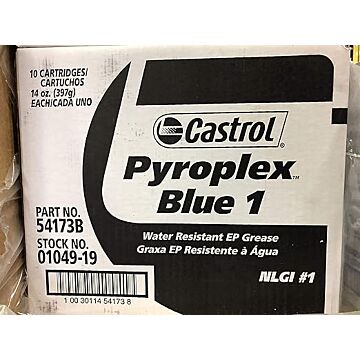 10 CARTRIDGES/
CARTUCHOS
14 oz. (397g)
EACH/CADA UNO
Castrol
Pyroplex™
Blue 1
PART NO.
54173B
STOCK NO.
01049-19
Water Resistant EP Grease
Graxa EP Resistente à Água
NLGI #1
1 00 30114 54173 8